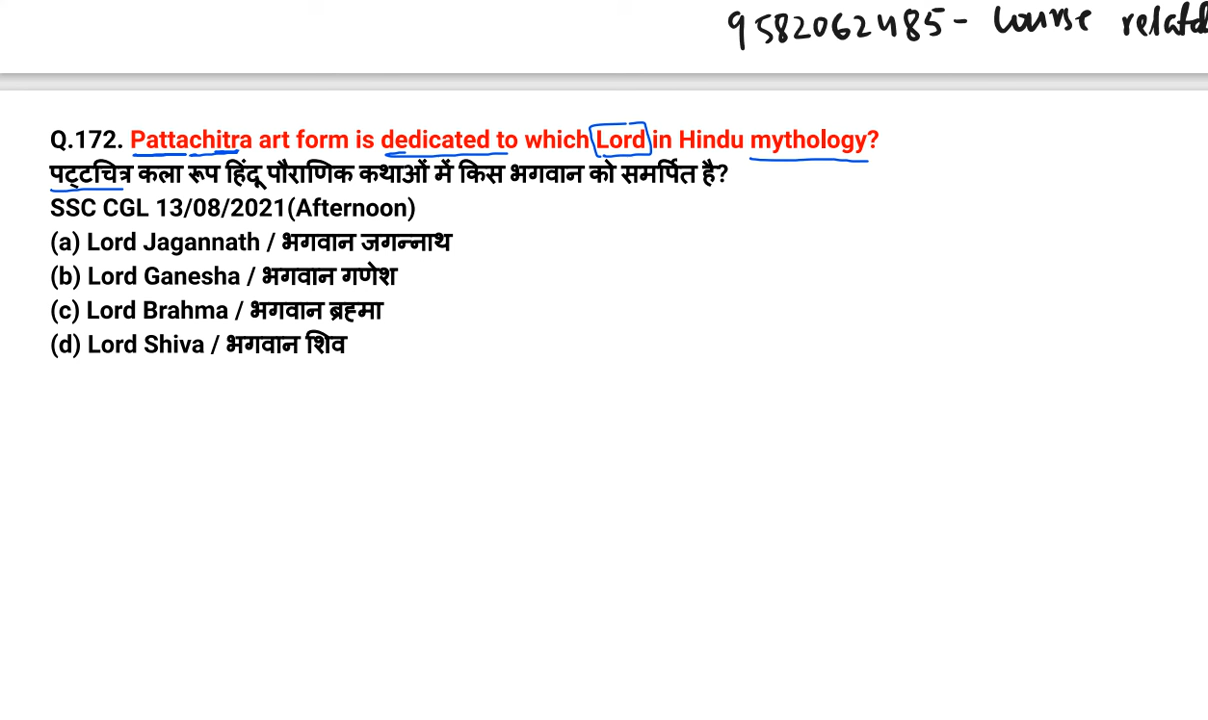 9582062485- Course related
Q.172. Pattachitra art form is dedicated to which Lord in Hindu mythology?
पट्टचित्र कला रूप हिंदू पौराणिक कथाओं में किस भगवान को समर्पित है?
SSC CGL 13/08/2021(Afternoon)
(a) Lord Jagannath / भगवान जगन्नाथ
(b) Lord Ganesha / भगवान गणेश
(c) Lord Brahma / भगवान ब्रह्मा
(d) Lord Shiva / भगवान शिव